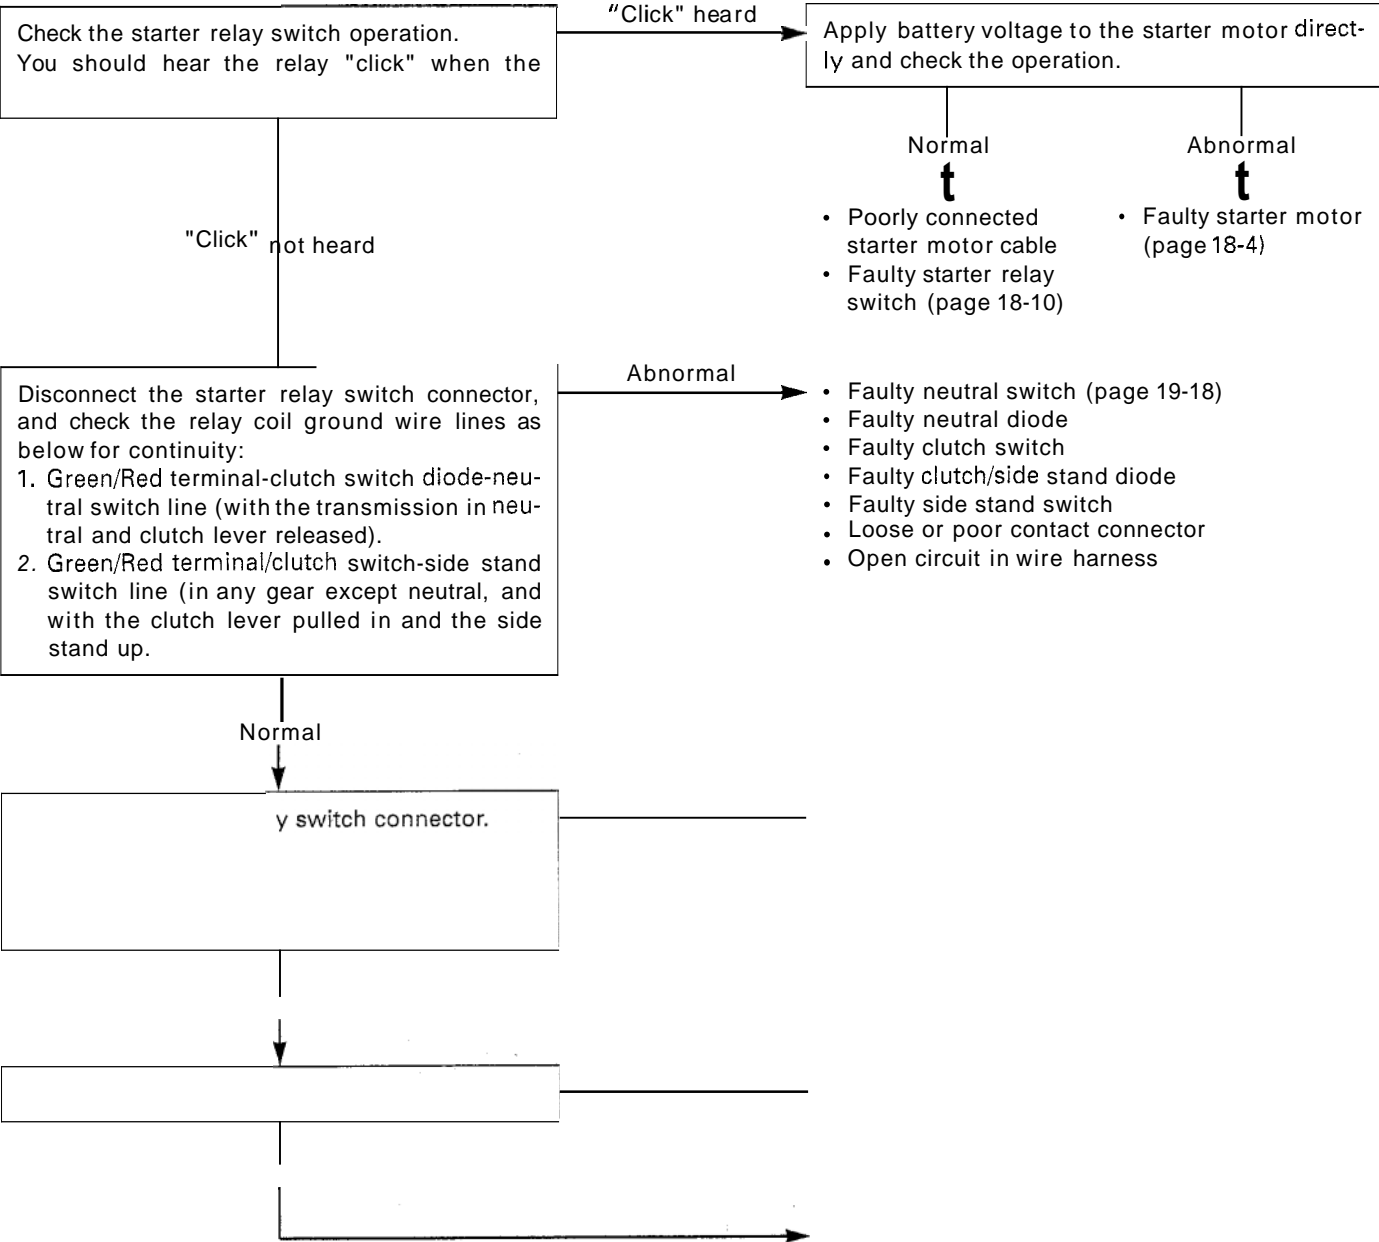 Check the starter relay switch operation.
You should hear the relay "click" when the
"Click" heard
Apply battery voltage to the starter motor direct-
ly and check the operation.
Normal
t
• Poorly connected
starter motor cable
• Faulty starter relay
switch (page 18-10)
Abnormal
t
• Faulty starter motor
(page 18-4)
"Click" not heard
Disconnect the starter relay switch connector,
and check the relay coil ground wire lines as
below for continuity:
1. Green/Red terminal-clutch switch diode-neu-
tral switch line (with the transmission in neu-
tral and clutch lever released).
2. Green/Red terminal/clutch switch-side stand
switch line (in any gear except neutral, and
with the clutch lever pulled in and the side
stand up.
Abnormal
• Faulty neutral switch (page 19-18)
• Faulty neutral diode
• Faulty clutch switch
• Faulty clutch/side stand diode
• Faulty side stand switch
• Loose or poor contact connector
• Open circuit in wire harness
Normal
y switch connector.